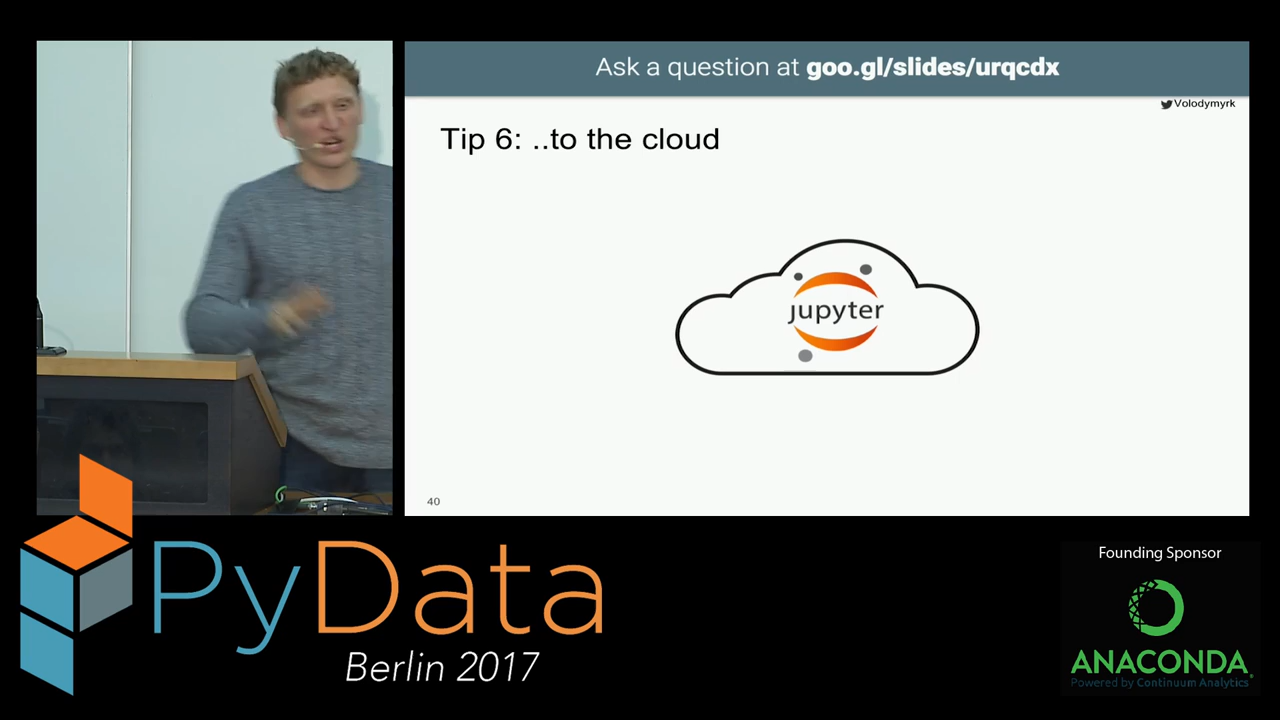 Ask a question at goo.gl/slides/urqcdx
Volodymyrk
Tip 6: ..to the cloud
jupyter
40
PyData
Berlin 2017
Founding Sponsor
ANACONDA
Powered by Continuum Analytics